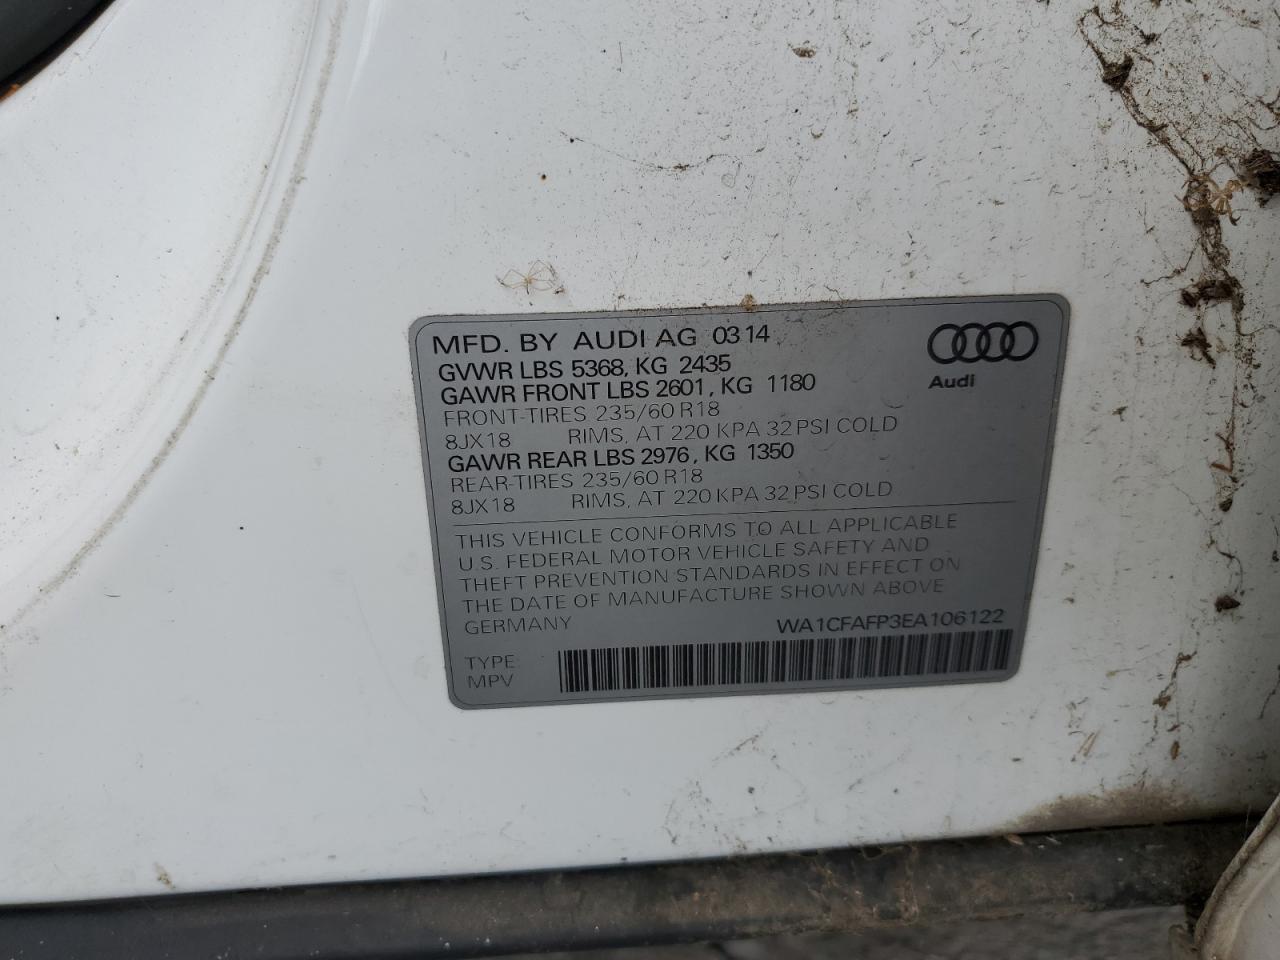 MFD. BY AUDI AG 03 14
GVWR LBS 5368, KG 2435
GAWR FRONT LBS 2601, KG 1180
FRONT-TIRES 235/60 R18
8JX18 RIMS, AT 220 KPA 32 PSI COLD
GAWR REAR LBS 2976, KG 1350
REAR-TIRES 235/60 R18
8JX18 RIMS, AT 220 KPA 32 PSI COLD
Audi
THIS VEHICLE CONFORMS TO ALL APPLICABLE
U.S. FEDERAL MOTOR VEHICLE SAFETY AND
THEFT PREVENTION STANDARDS IN EFFECT ON
THE DATE OF MANUFACTURE SHOWN ABOVE
GERMANY WA1CFAFP3EA106122
TYPE
MPV